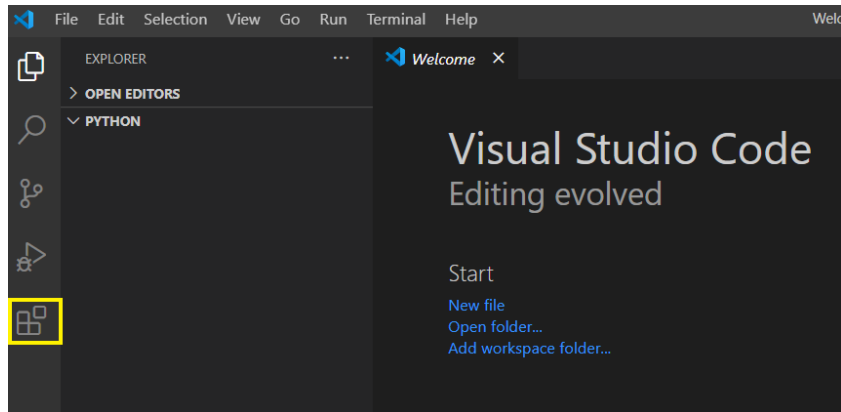 File Edit Selection View Go Run Terminal Help
EXPLORER ...
Welcome
OPEN EDITORS
PYTHON
Visual Studio Code
Editing evolved
Start
New file
Open folder...
Add workspace folder...